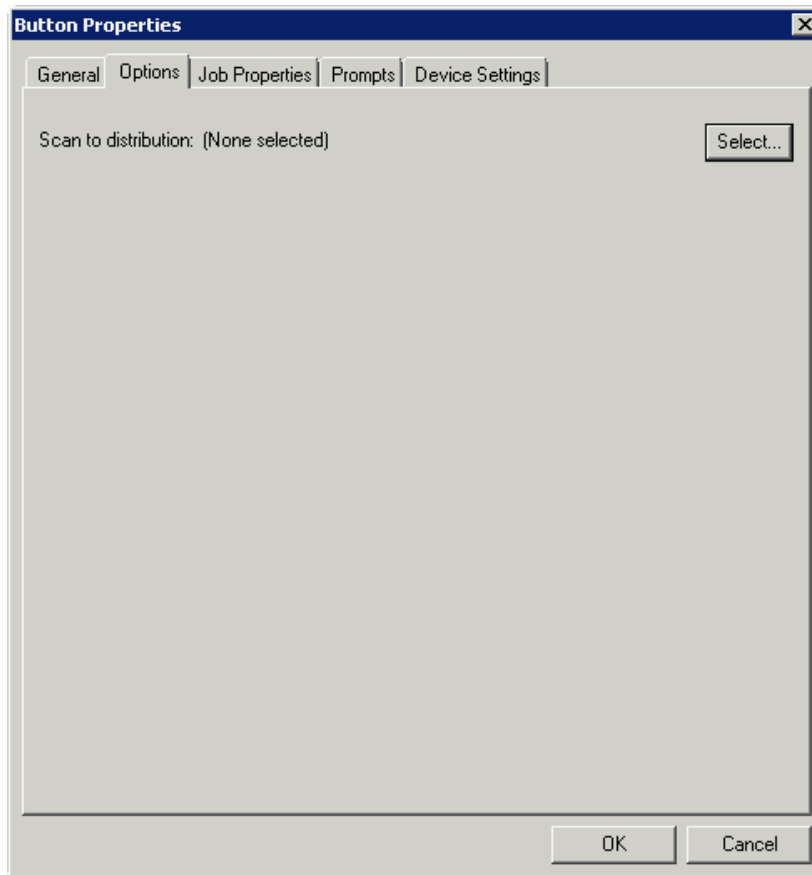 Button Properties
General Options Job Properties Prompts Device Settings
Scan to distribution: (None selected) Select...
OK Cancel